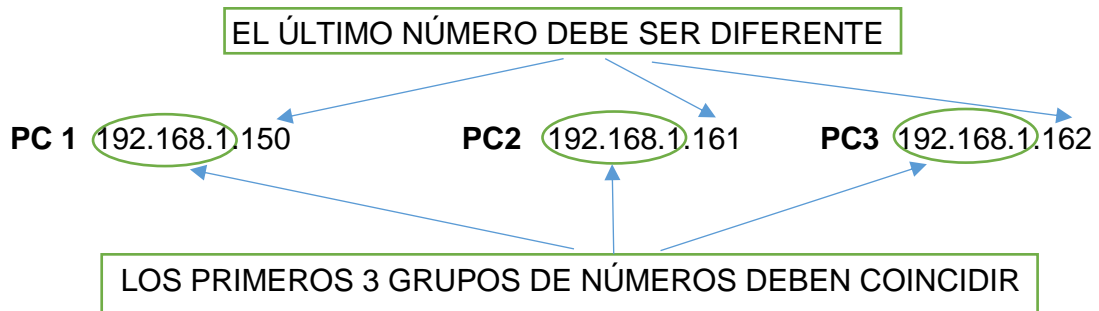 EL ÚLTIMO NÚMERO DEBE SER DIFERENTE
PC 1 192.168.1.150 PC2 192.168.1.161 PC3 192.168.1.162
LOS PRIMEROS 3 GRUPOS DE NÚMEROS DEBEN COINCIDIR